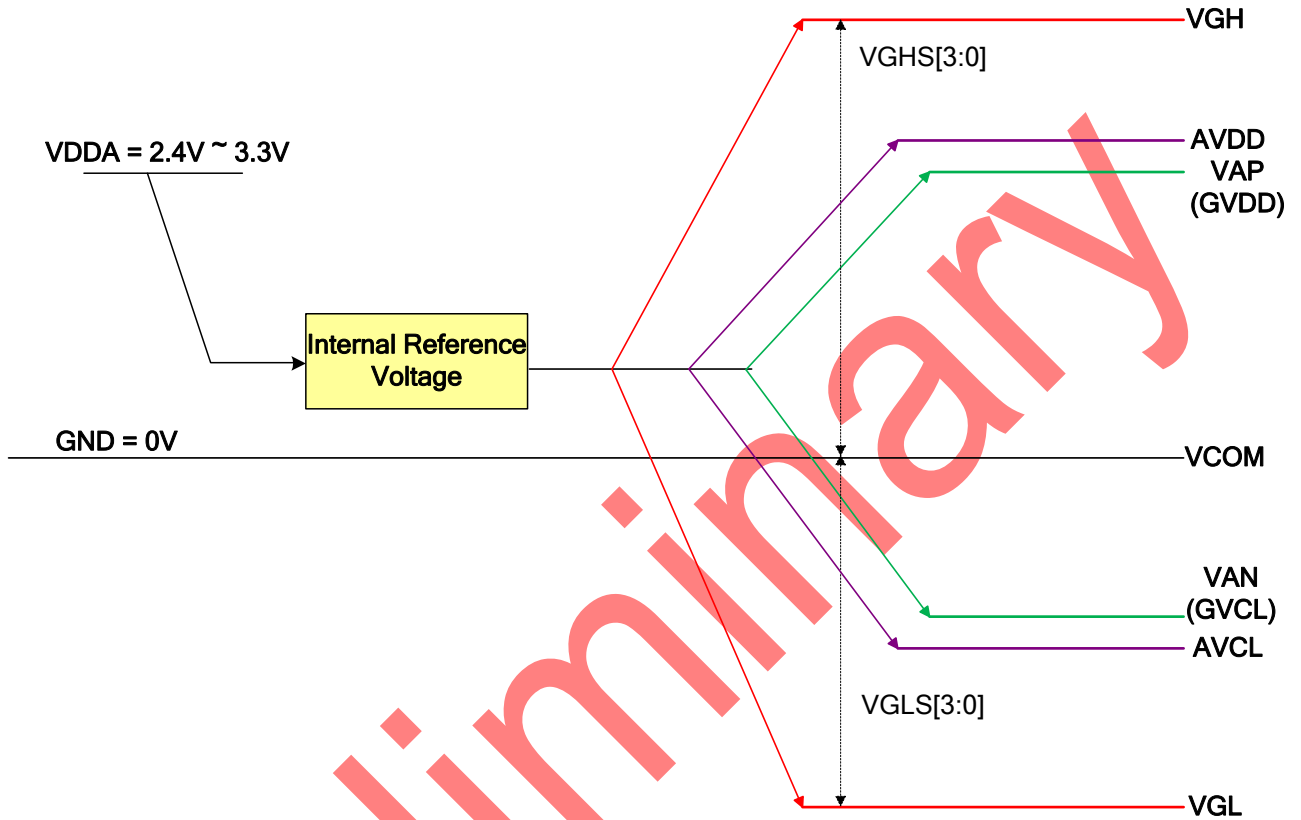 VGH
VGHS[3:0]
VDDA = 2.4V ~ 3.3V
AVDD
VAP
(GVDD)
Internal Reference
Voltage
GND = 0V
VCOM
VAN
(GVCL)
AVCL
VGLS[3:0]
VGL
liminary